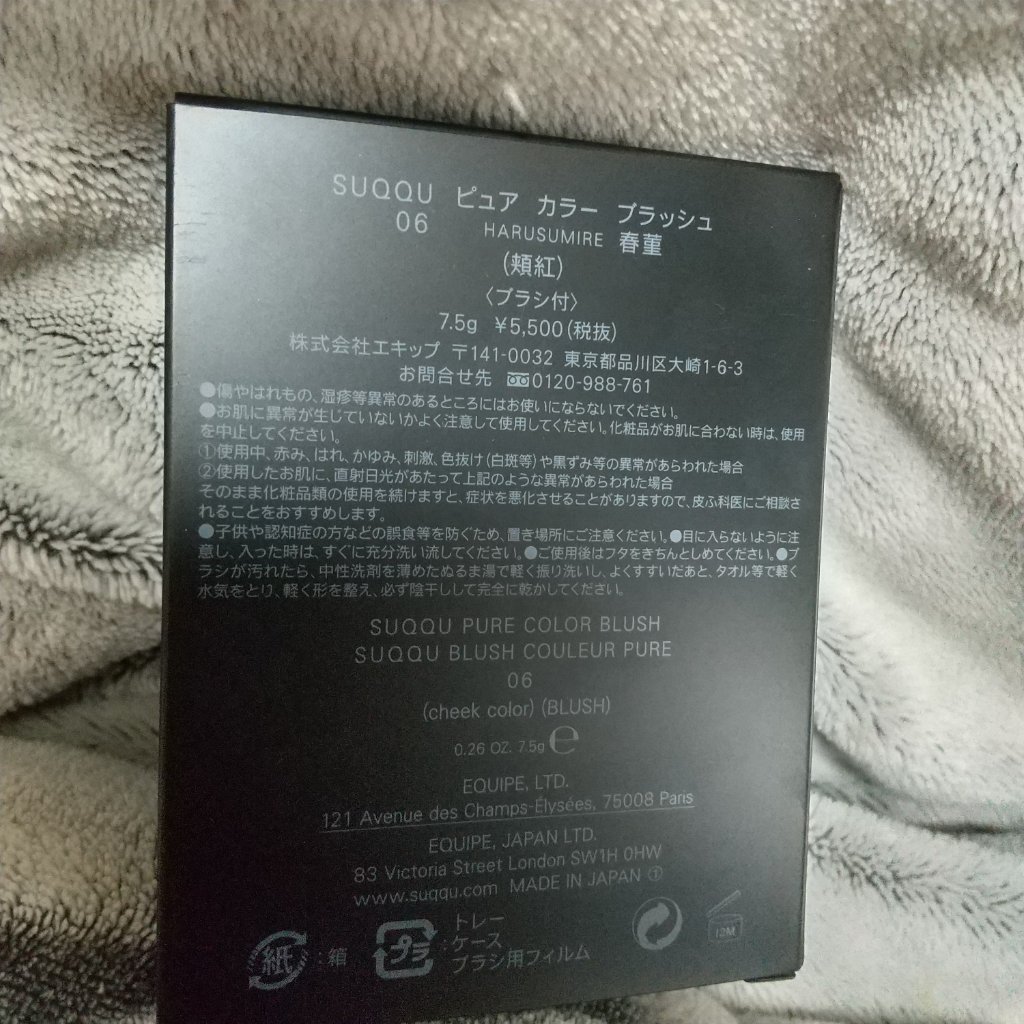 SUQQU ピュア カラー ブラッシュ
06 HARUSUMIRE 春菫
(頬紅)
〈ブラシ付〉
7.5g ¥5,500(税抜)
株式会社エキップ 〒141-0032 東京都品川区大崎1-6-3
お問合せ先 0120-988-761
●傷やはれもの、湿疹等異常のあるところにはお使いにならないでください。
●お肌に異常が生じていないかよく注意して使用してください。化粧品がお肌に合わない時は、使用
を中止してください。
①使用中、赤み、はれ、かゆみ、刺激、色抜け(白斑等)や黒ずみ等の異常があらわれた場合
②使用したお肌に、直射日光があたって上記のような異常があらわれた場合
そのまま化粧品類の使用を続けますと、症状を悪化させることがありますので、皮ふ科医にご相談さ
れることをおすすめします。
●子供や認知症の方などの誤食等を防ぐため、置き場所にご注意ください。●目に入らないように注
意し、入った時は、すぐに充分洗い流してください。●ご使用後はフタをきちんとしめてください。●ブ
ラシが汚れたら、中性洗剤を薄めたぬるま湯で軽く振り洗いし、よくすすいだあと、タオル等で軽く
水気をとり、軽く形を整え、必ず陰干しして完全に乾かしてください。
SUQQU PURE COLOR BLUSH
SUQQU BLUSH COULEUR PURE
06
(cheek color) (BLUSH)
0.26 OZ. 7.5g ℮
EQUIPE, LTD.
121 Avenue des Champs-Élysées, 75008 Paris
EQUIPE, JAPAN LTD.
83 Victoria Street London SW1H 0HW
www.suqqu.com MADE IN JAPAN ①
紙 :箱
プラ :トレー
ケース
ブラシ用フィルム
12M